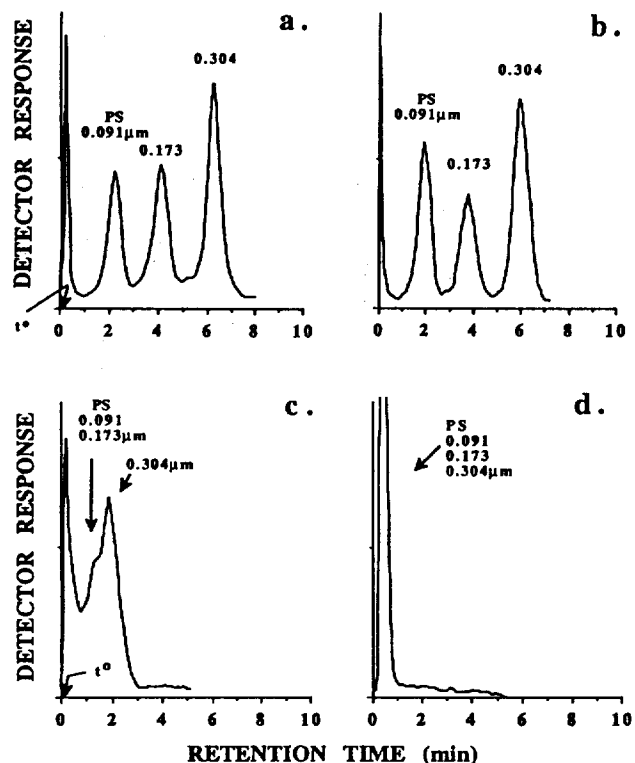 a.
0.304
PS
0.091µm
0.173
DETECTOR RESPONSE
t°
0 2 4 6 8 10
b.
0.304
PS
0.091µm
0.173
0 2 4 6 8 10
c.
PS
0.091
0.173µm
0.304µm
DETECTOR RESPONSE
t°
0 2 4 6 8 10
d.
PS
0.091
0.173
0.304µm
0 2 4 6 8 10
RETENTION TIME (min)